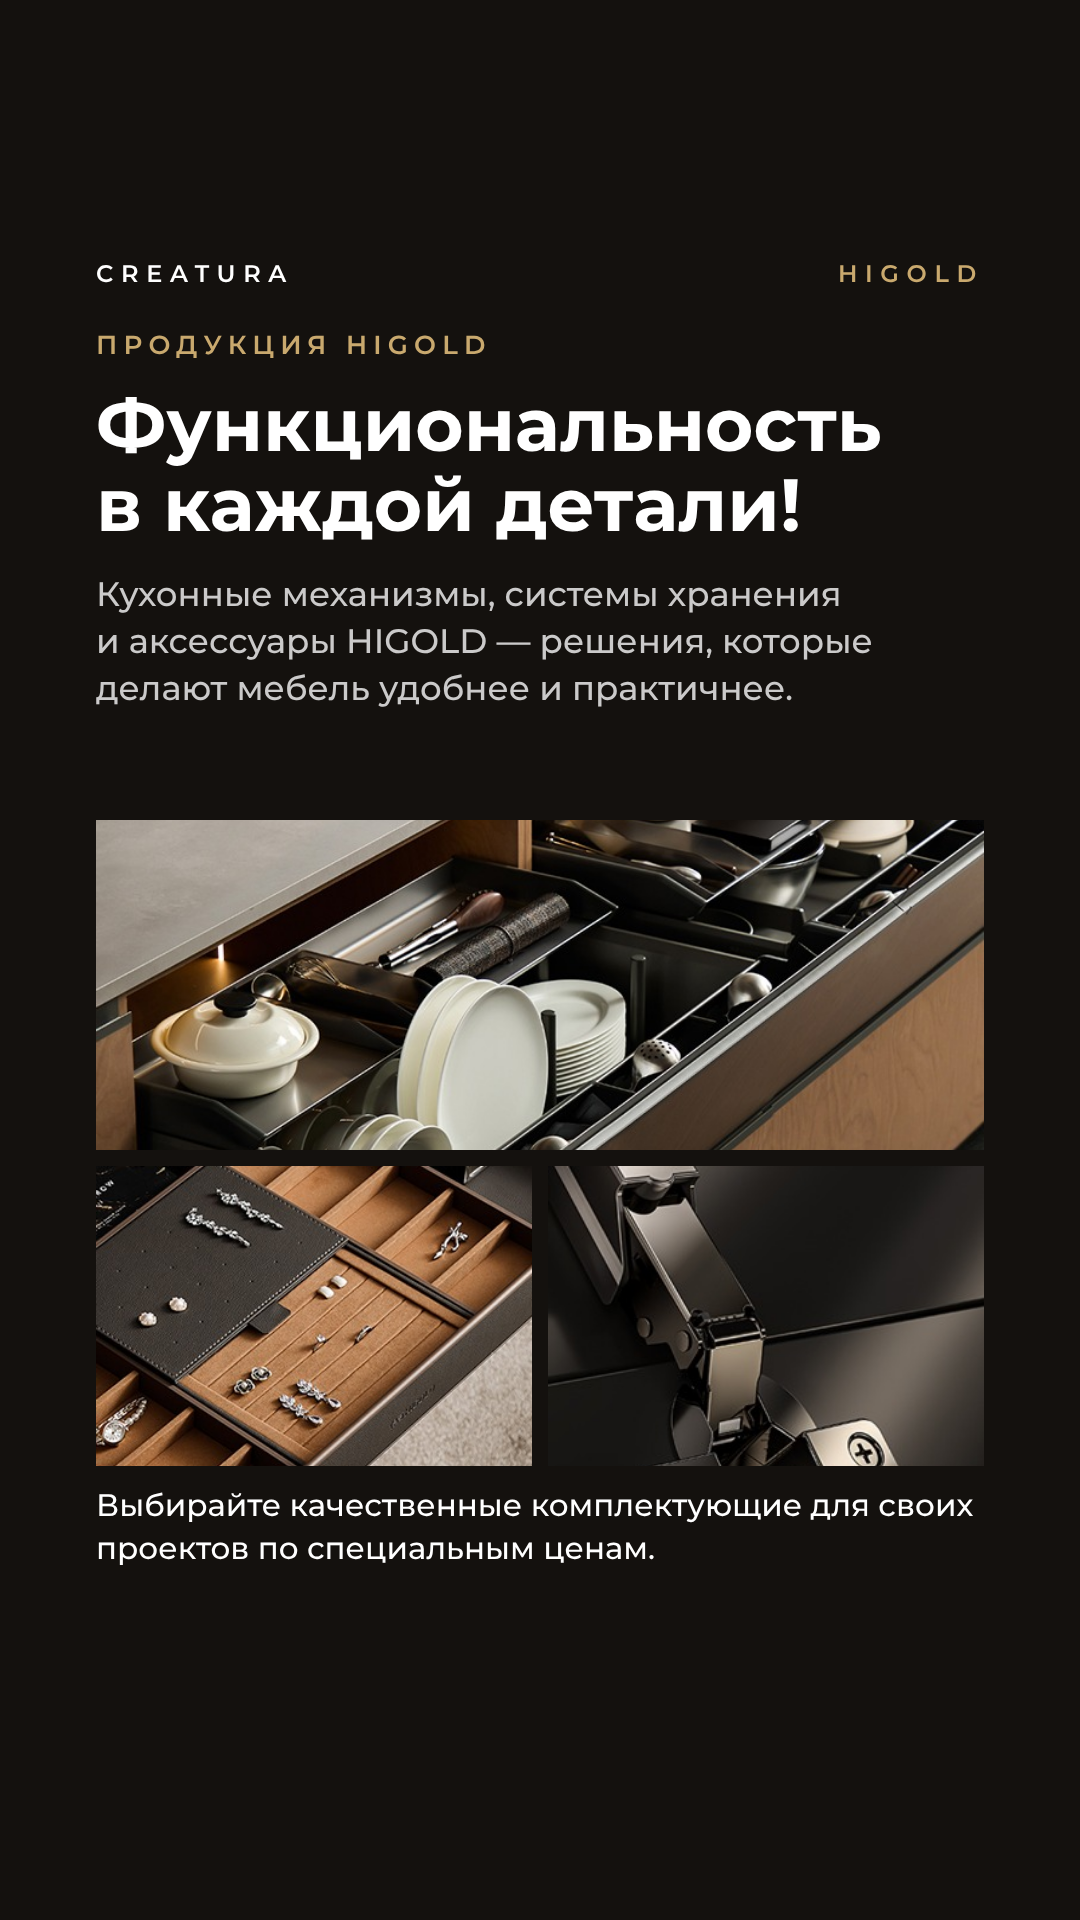 CREATURA
HIGOLD
ПРОДУКЦИЯ HIGOLD
Функциональность
в каждой детали!
Кухонные механизмы, системы хранения
и аксессуары HIGOLD — решения, которые
делают мебель удобнее и практичнее.
Выбирайте качественные комплектующие для своих
проектов по специальным ценам.